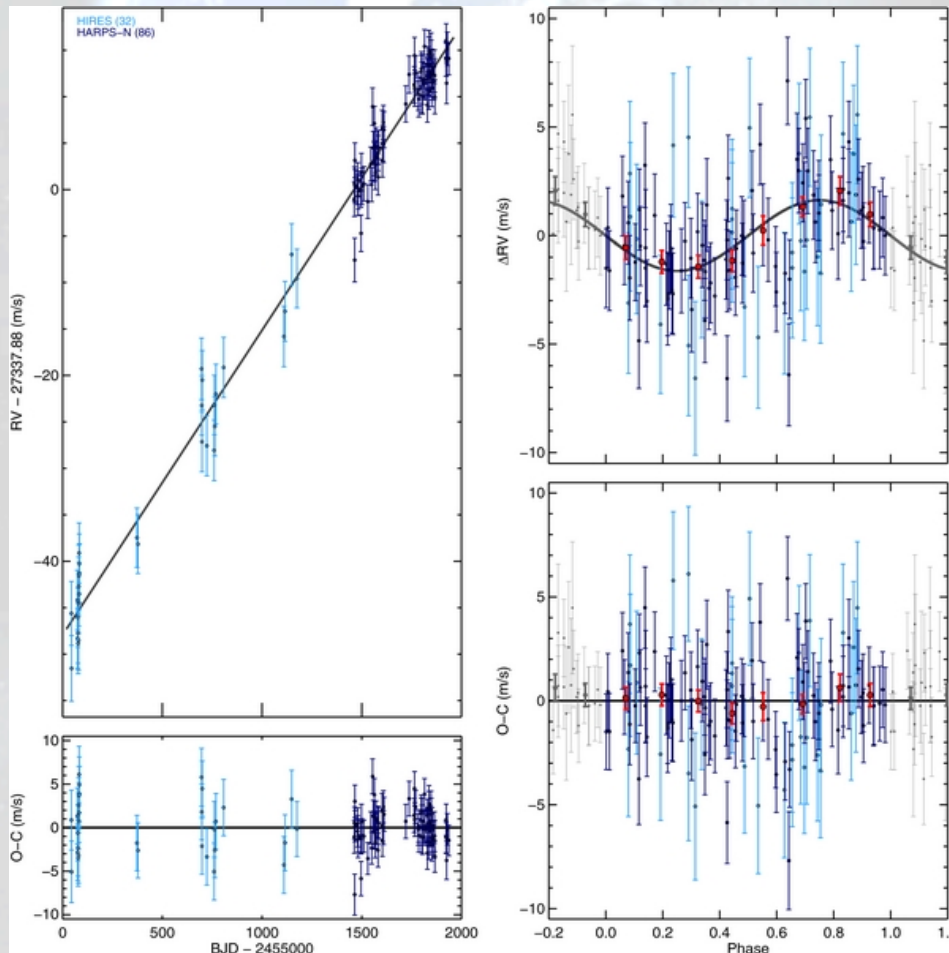 HIRES (32)
HARPS-N (86)
RV - 27337.88 (m/s)
0
-20
-40
O-C (m/s)
10
5
0
-5
-10
0 500 1000 1500 2000
BJD - 2455000
ΔRV (m/s)
10
5
0
-5
-10
O-C (m/s)
10
5
0
-5
-10
-0.2 0.0 0.2 0.4 0.6 0.8 1.0 1.
Phase